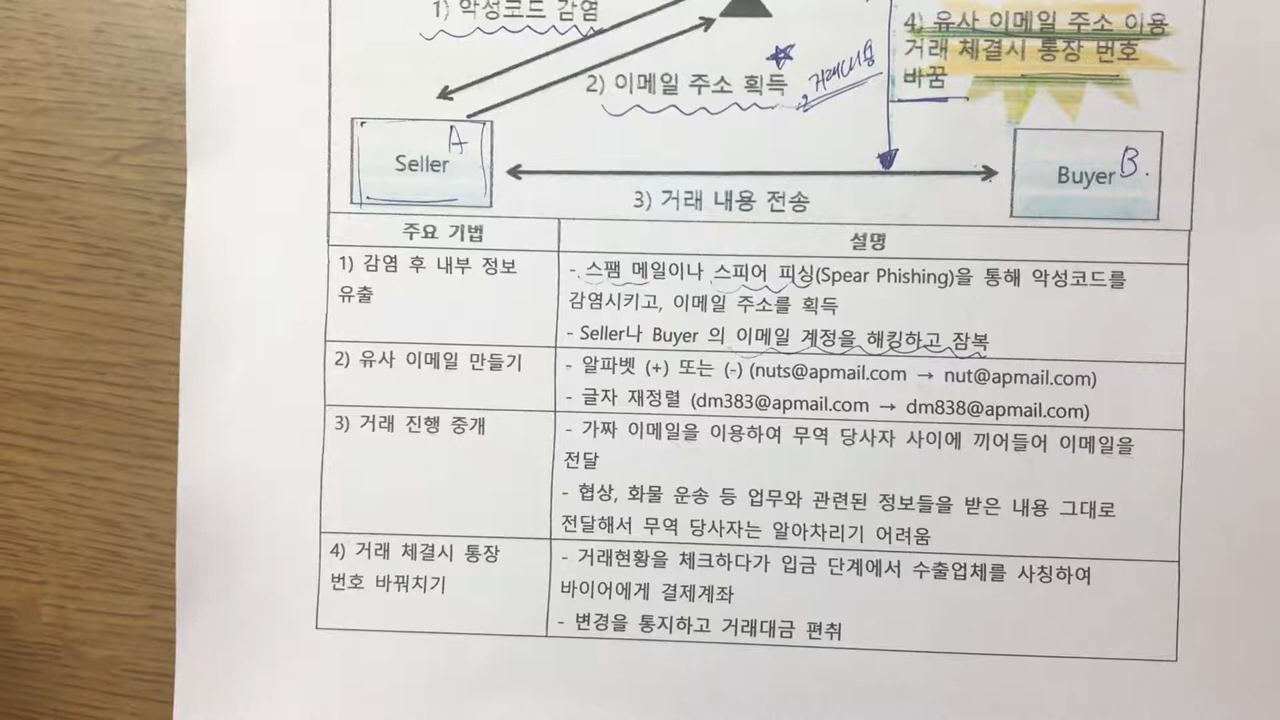 1) 악성코드 감염
4) 유사 이메일 주소 이용
거래 체결시 통장 번호
바꿈
2) 이메일 주소 획득
거래내용
A
Seller
B.
Buyer
3) 거래 내용 전송
주요 기법
설명
1) 감염 후 내부 정보
유출
- 스팸 메일이나 스피어 피싱(Spear Phishing)을 통해 악성코드를
감염시키고, 이메일 주소를 획득
- Seller나 Buyer 의 이메일 계정을 해킹하고 잠복
2) 유사 이메일 만들기
- 알파벳 (+) 또는 (-) (nuts@apmail.com → nut@apmail.com)
- 글자 재정렬 (dm383@apmail.com → dm838@apmail.com)
3) 거래 진행 중개
- 가짜 이메일을 이용하여 무역 당사자 사이에 끼어들어 이메일을
전달
- 협상, 화물 운송 등 업무와 관련된 정보들을 받은 내용 그대로
전달해서 무역 당사자는 알아차리기 어려움
4) 거래 체결시 통장
번호 바꿔치기
- 거래현황을 체크하다가 입금 단계에서 수출업체를 사칭하여
바이어에게 결제계좌
- 변경을 통지하고 거래대금 편취